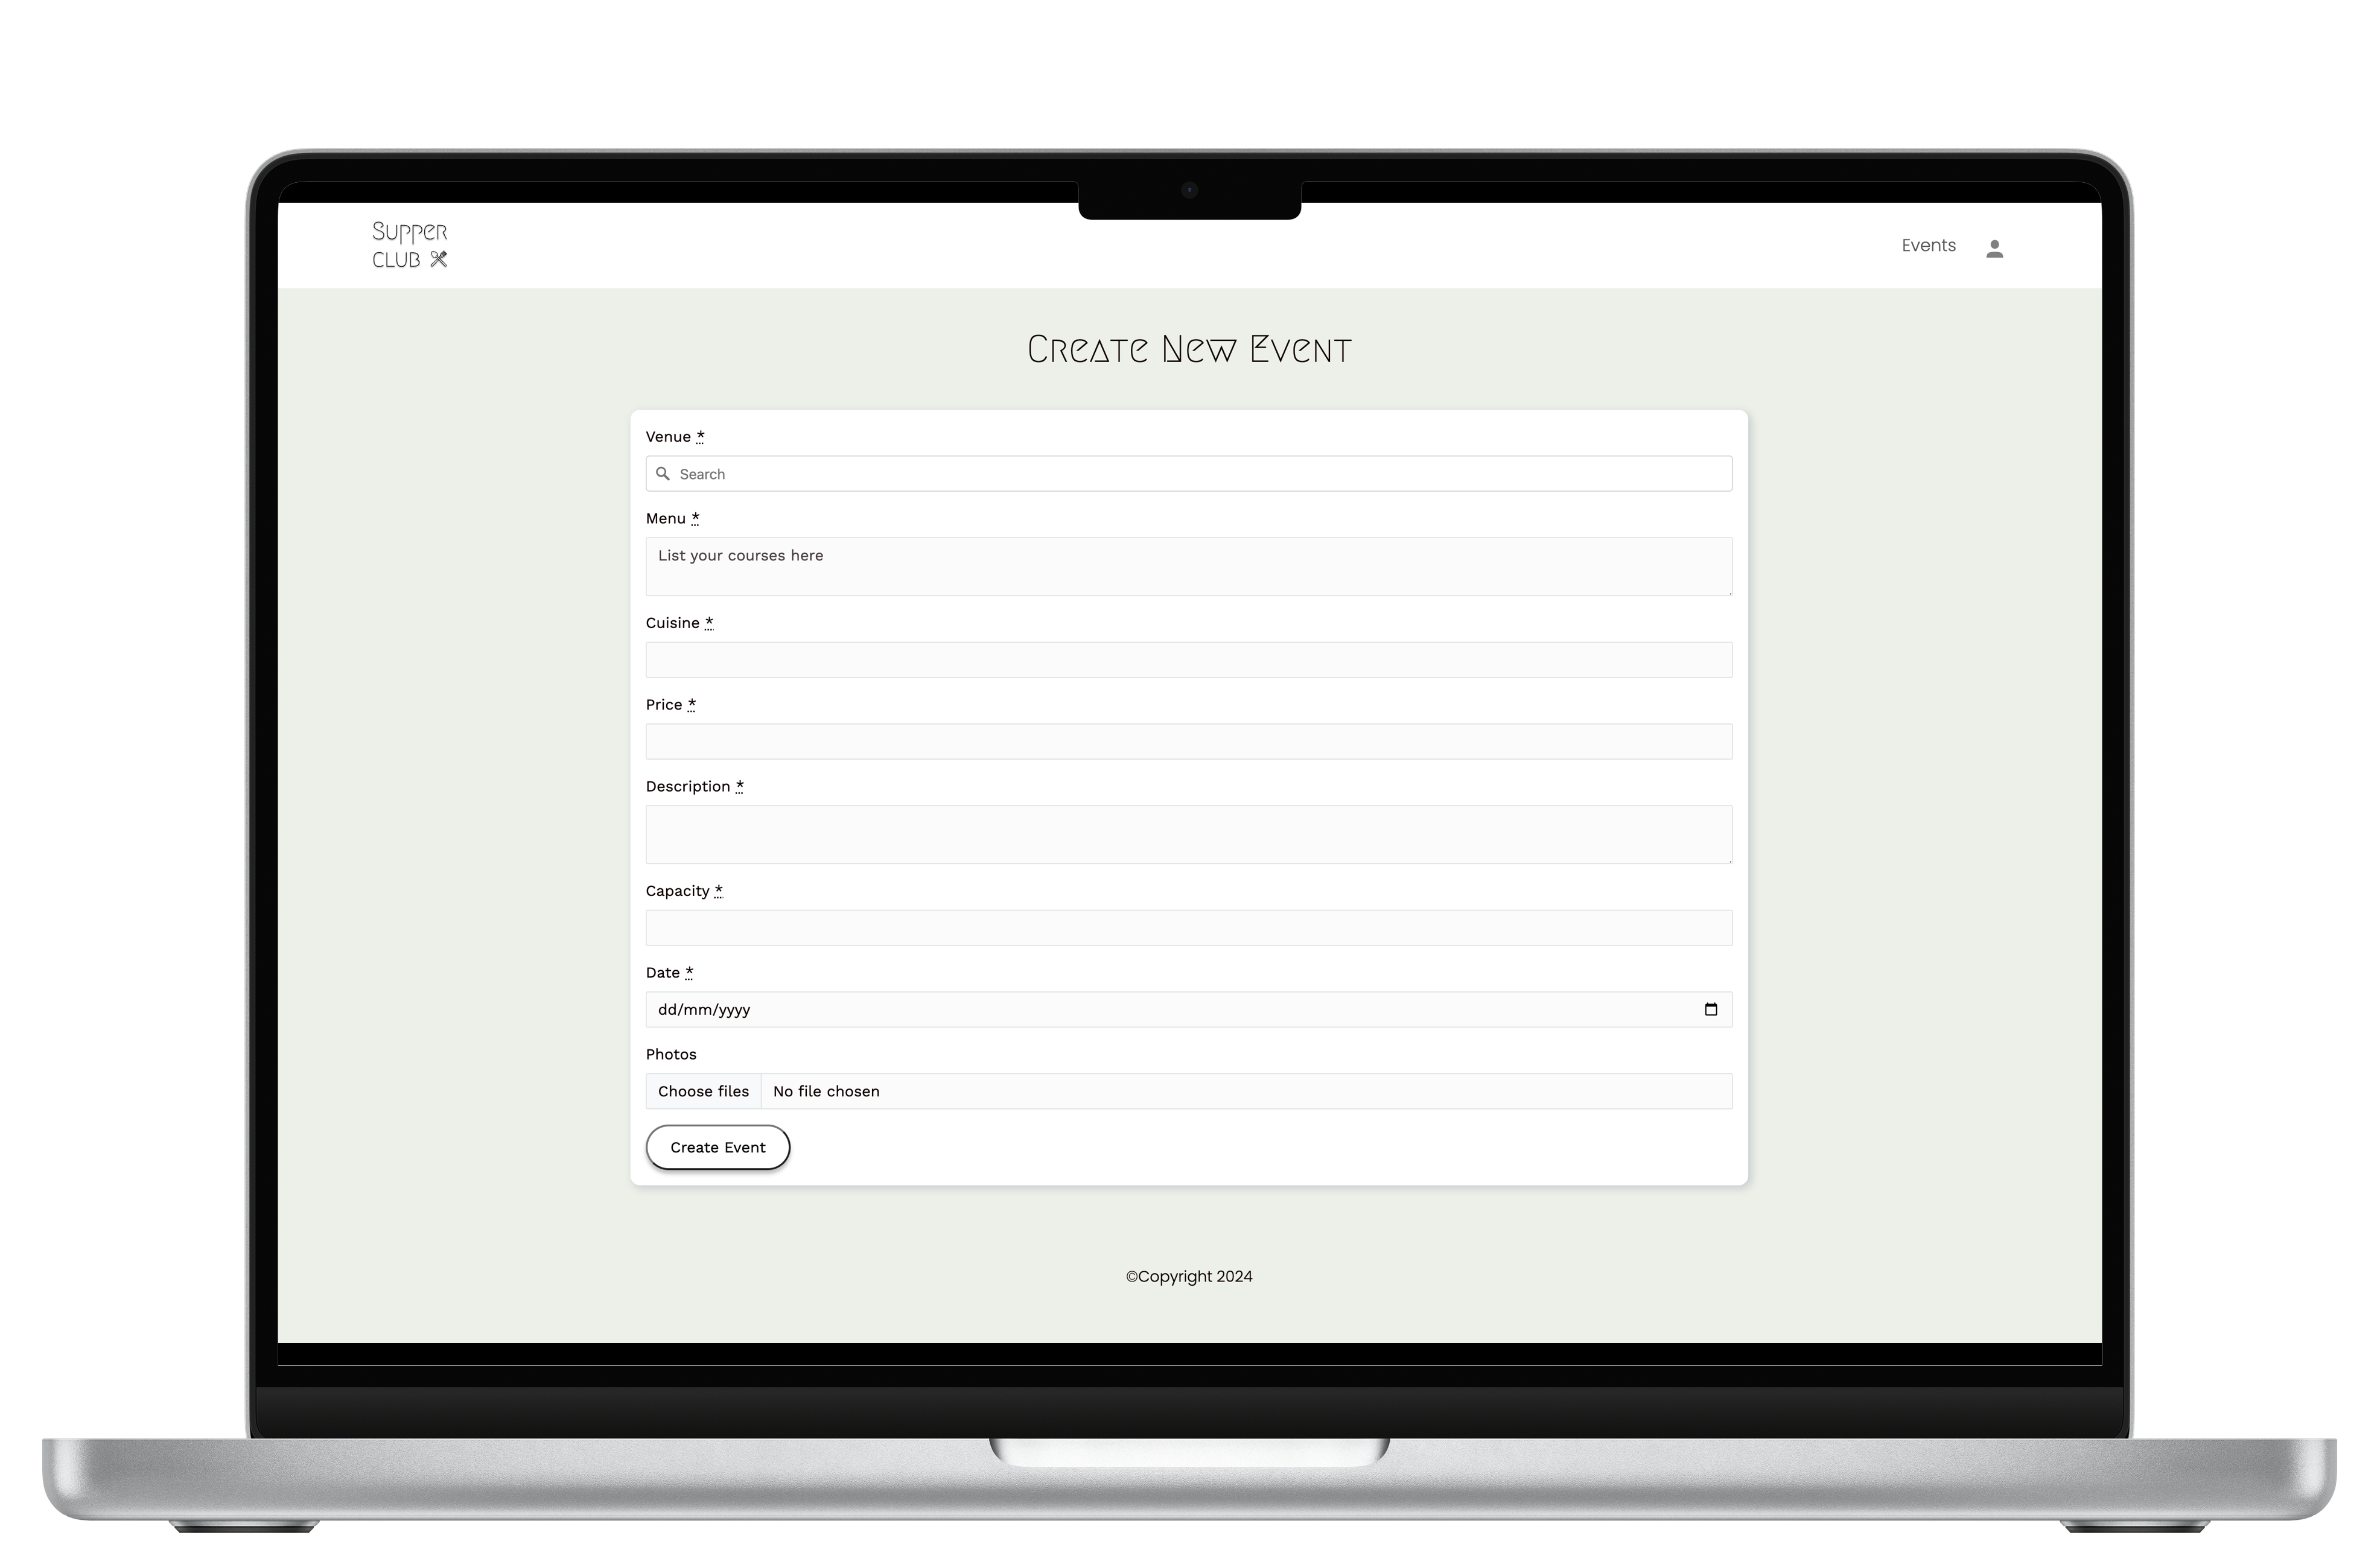 Supper
Club
Events
Create New Event
Venue *
Search
Menu *
List your courses here
Cuisine *
Price *
Description *
Capacity *
Date *
dd/mm/yyyy
Photos
Choose files No file chosen
Create Event
©Copyright 2024